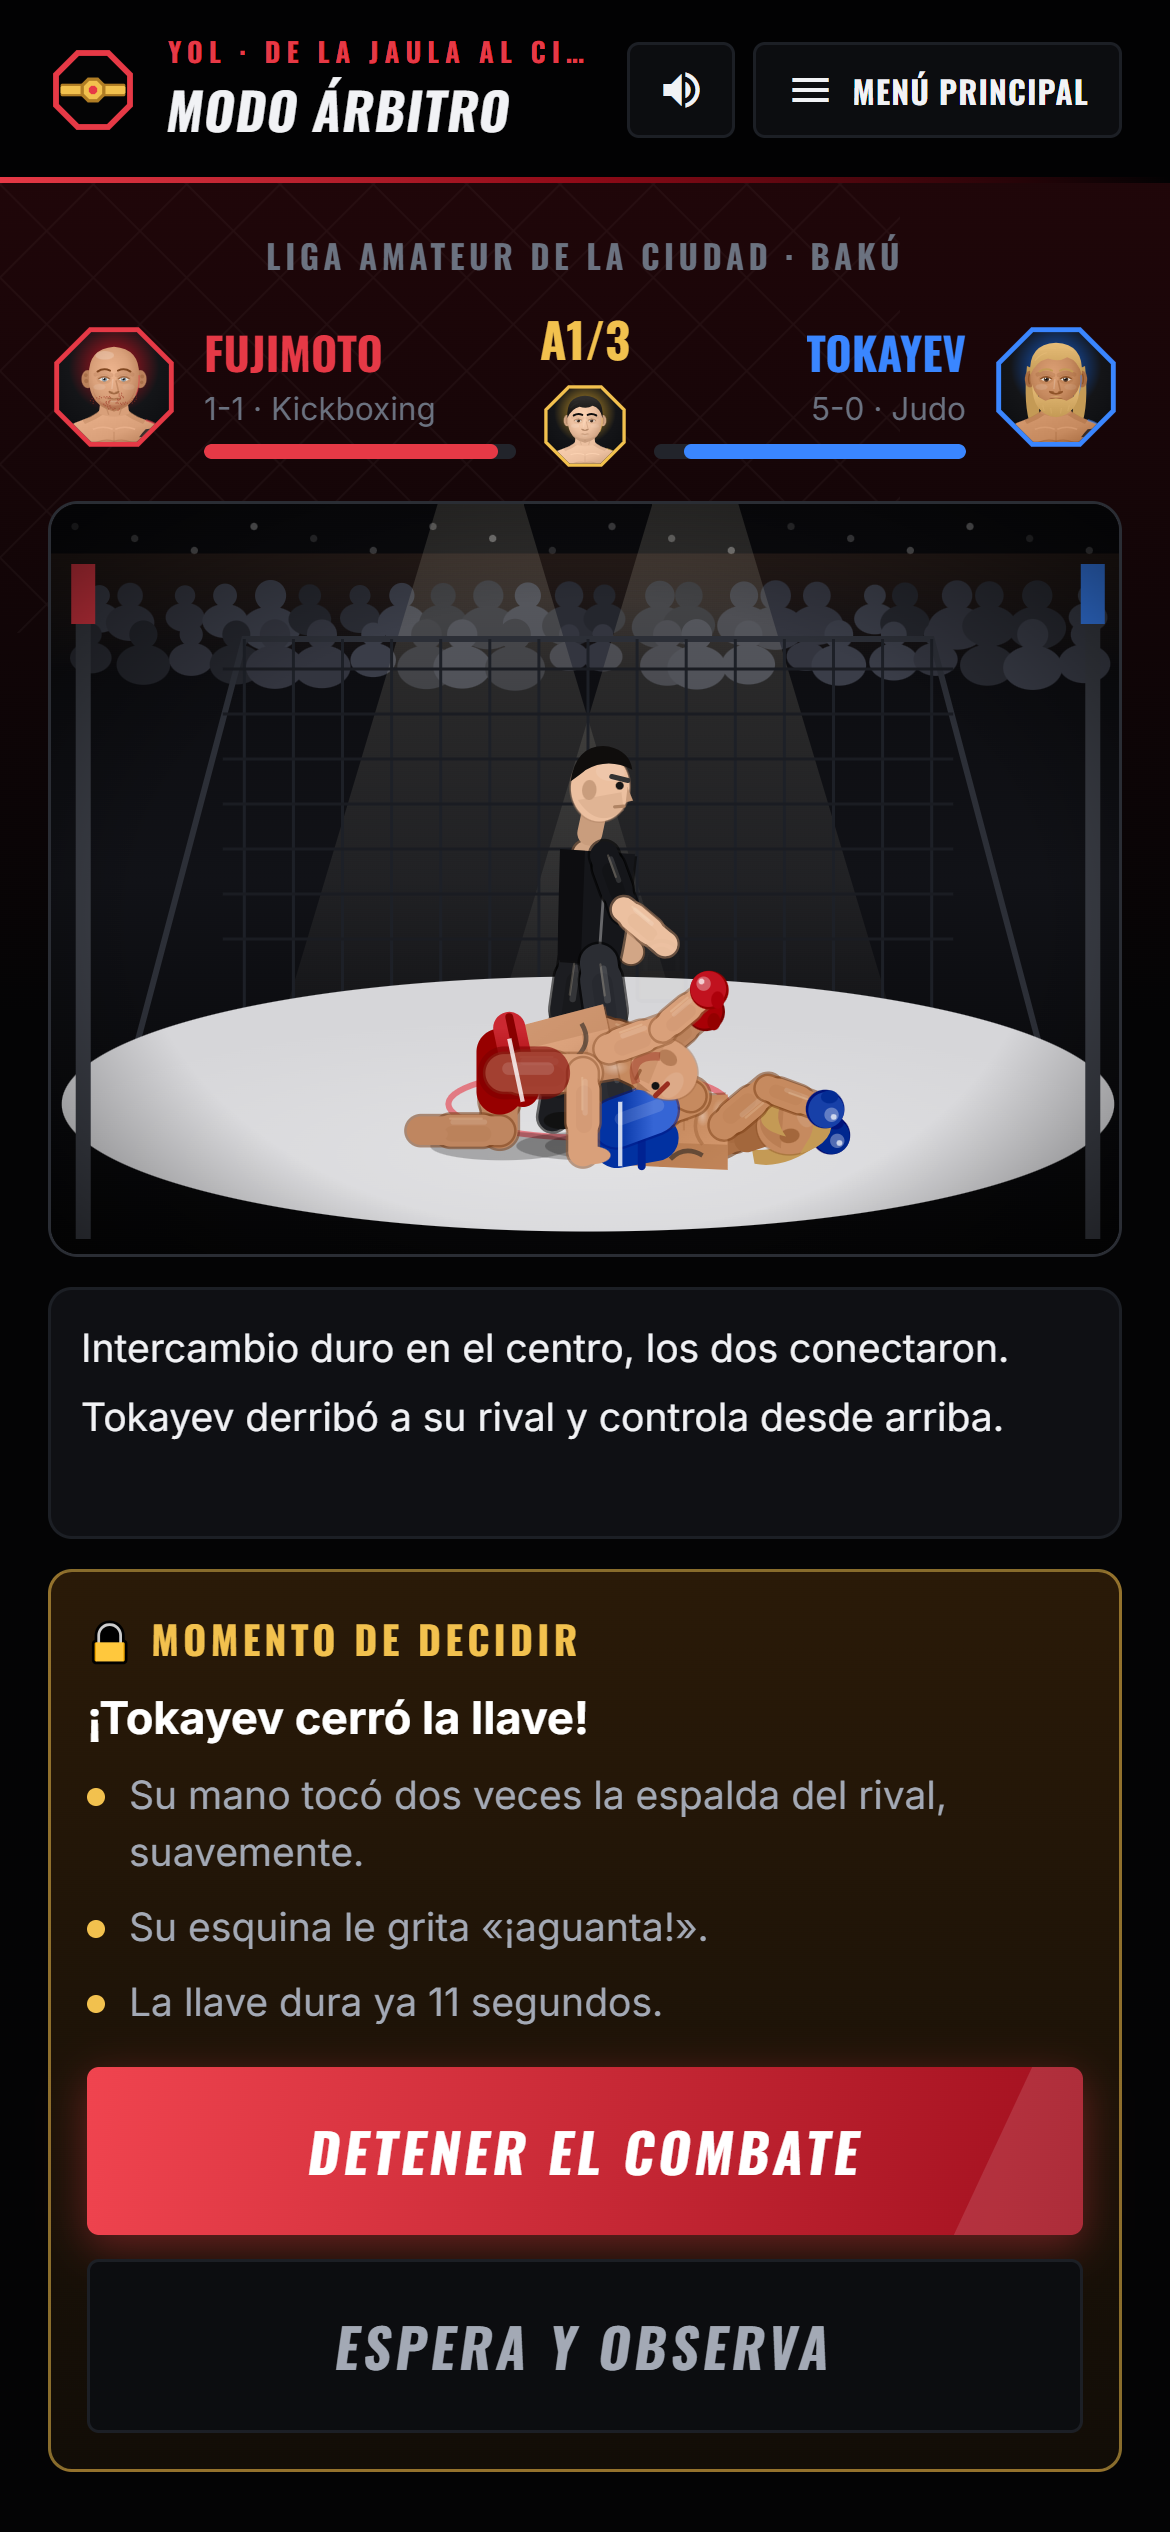 YOL · DE LA JAULA AL CI…
MODO ÁRBITRO
MENÚ PRINCIPAL
LIGA AMATEUR DE LA CIUDAD · BAKÚ
FUJIMOTO
1-1 · Kickboxing
A1/3
TOKAYEV
5-0 · Judo
Intercambio duro en el centro, los dos conectaron.
Tokayev derribó a su rival y controla desde arriba.
MOMENTO DE DECIDIR
¡Tokayev cerró la llave!
Su mano tocó dos veces la espalda del rival,
suavemente.
Su esquina le grita «¡aguanta!».
La llave dura ya 11 segundos.
DETENER EL COMBATE
ESPERA Y OBSERVA